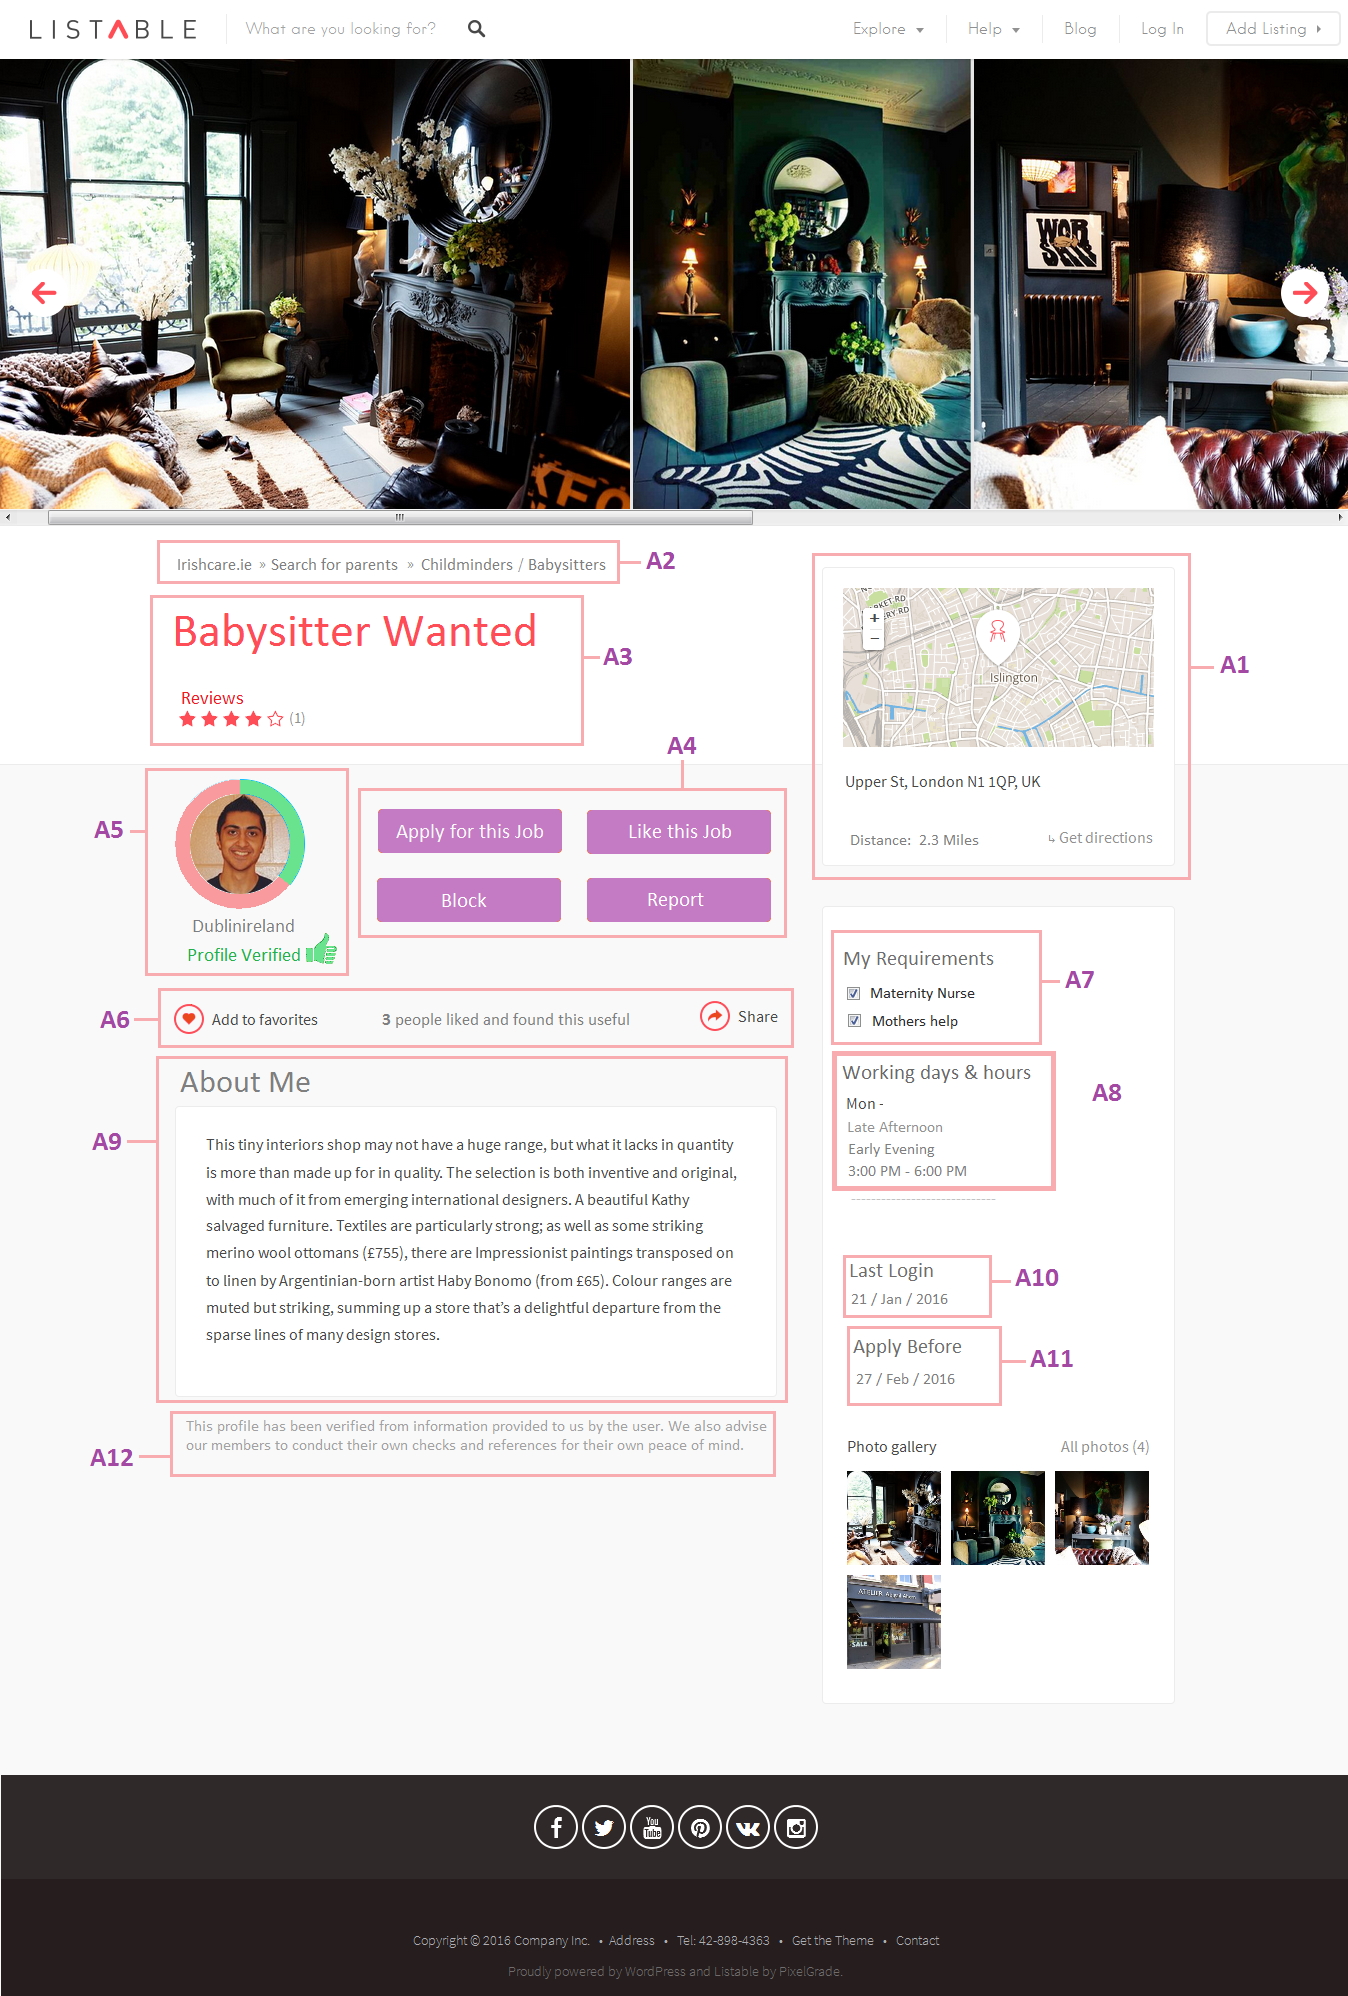 LISTABLE
What are you looking for?
Explore
Help
Blog
Log In
Add Listing
WOR
Irishcare.ie » Search for parents » Childminders / Babysitters
A2
Babysitter Wanted
A3
Reviews
(1)
A4
A5
Dublinireland
Profile Verified
Apply for this Job
Like this Job
Block
Report
+
−
Islington
A1
Upper St, London N1 1QP, UK
Distance: 2.3 Miles
Get directions
A6
Add to favorites
3 people liked and found this useful
Share
A9
About Me
This tiny interiors shop may not have a huge range, but what it lacks in quantity
is more than made up for in quality. The selection is both inventive and original,
with much of it from emerging international designers. A beautiful Kathy
salvaged furniture. Textiles are particularly strong; as well as some striking
merino wool ottomans (£755), there are Impressionist paintings transposed on
to linen by Argentinian-born artist Haby Bonomo (from £65). Colour ranges are
muted but striking, summing up a store that's a delightful departure from the
sparse lines of many design stores.
A12
This profile has been verified from information provided to us by the user. We also advise
our members to conduct their own checks and references for their own peace of mind.
My Requirements
A7
Maternity Nurse
Mothers help
Working days & hours
A8
Mon -
Late Afternoon
Early Evening
3:00 PM - 6:00 PM
-----------------------------
Last Login
A10
21 / Jan / 2016
Apply Before
A11
27 / Feb / 2016
Photo gallery
All photos (4)
ATELIER
SALE
You
Tube
Copyright © 2016 Company Inc. • Address • Tel: 42-898-4363 • Get the Theme • Contact
Proudly powered by WordPress and Listable by PixelGrade.